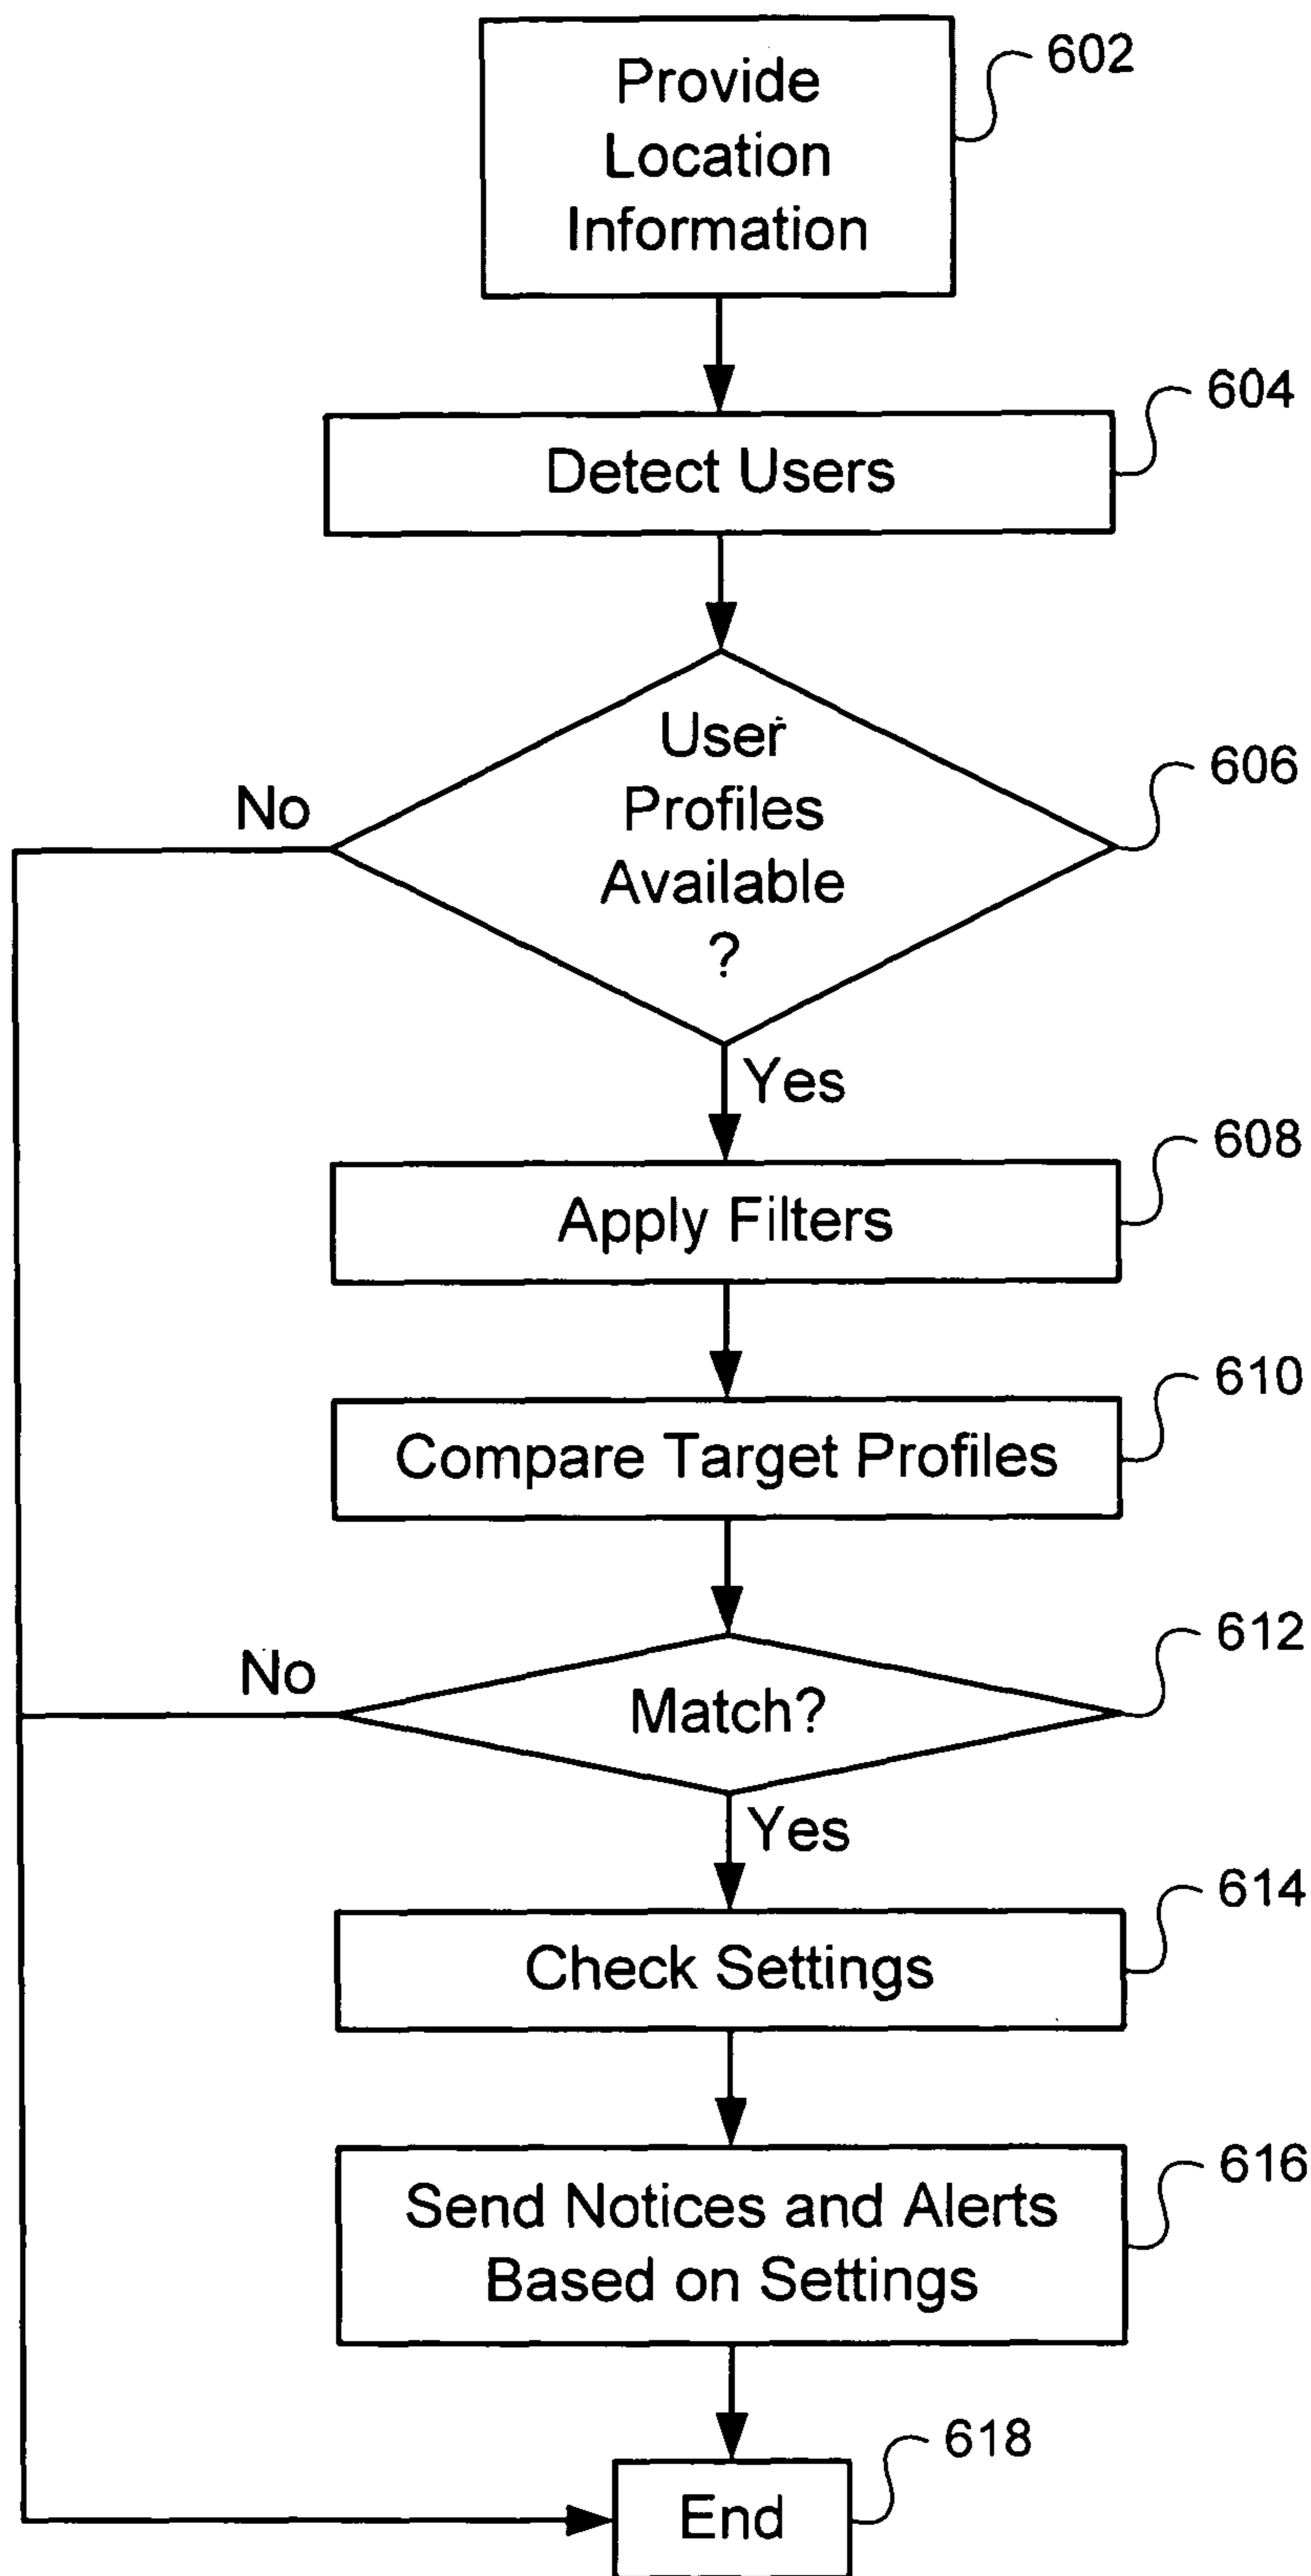 Provide
Location
Information
602
Detect Users
604
User
Profiles
Available
?
606
No
Yes
Apply Filters
608
Compare Target Profiles
610
Match?
612
No
Yes
Check Settings
614
Send Notices and Alerts
Based on Settings
616
End
618